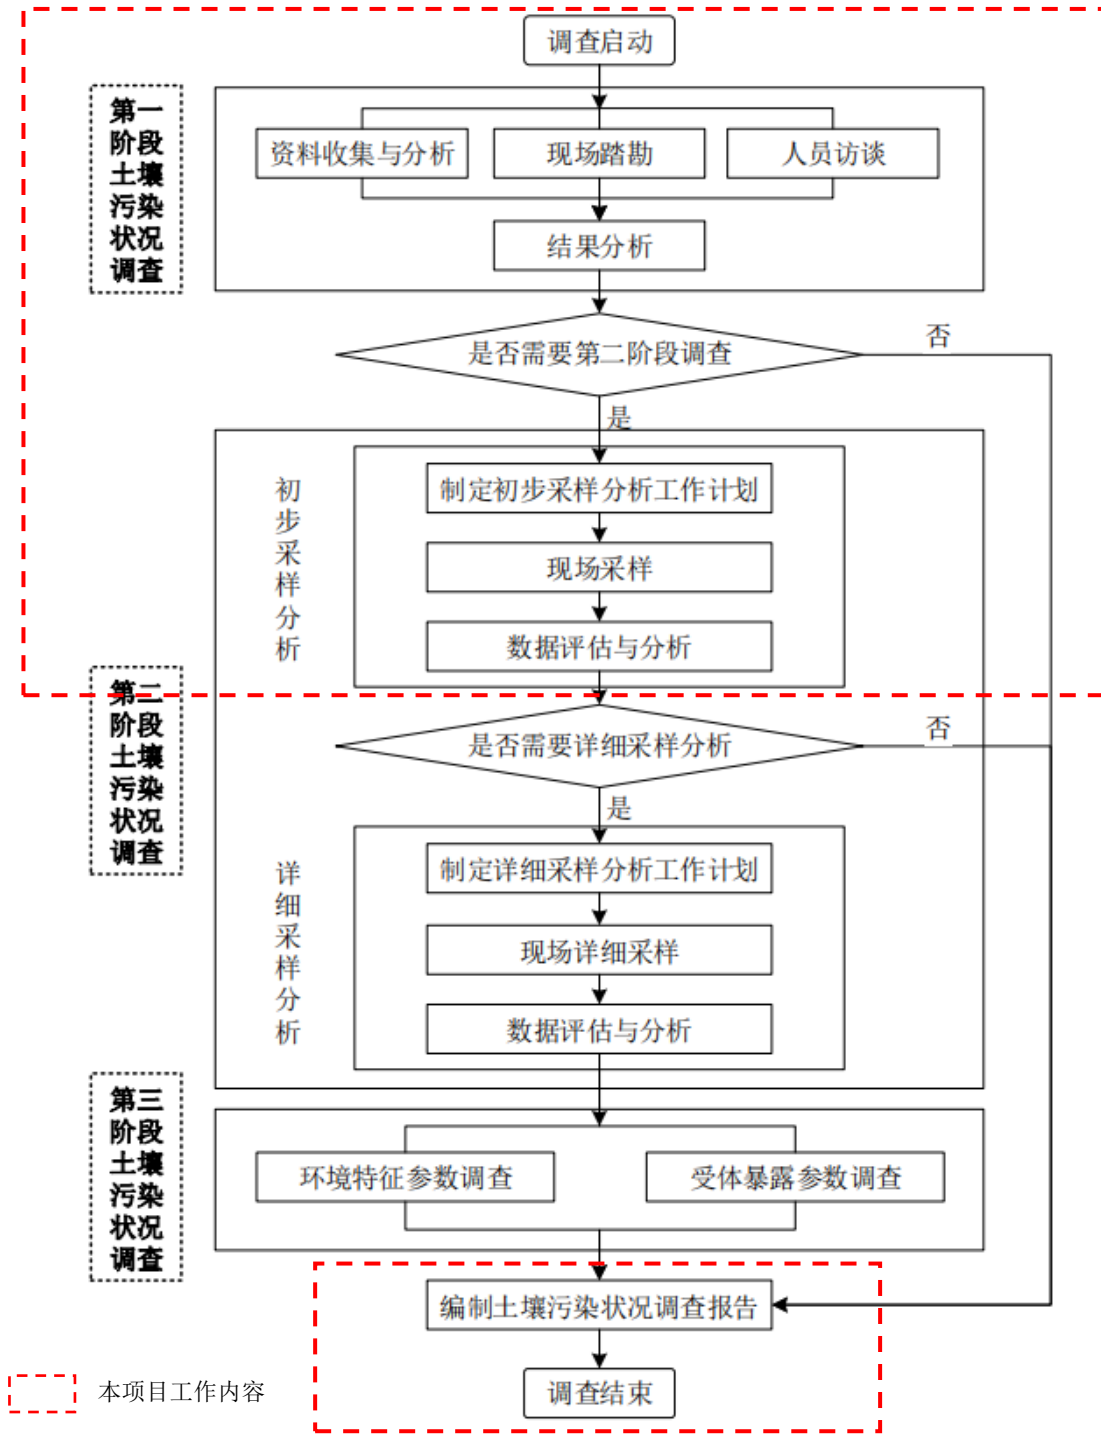 调查启动
第一
阶段
土壤
污染
状况
调查
资料收集与分析
现场踏勘
人员访谈
结果分析
是否需要第二阶段调查
否
是
初
步
采
样
分
析
制定初步采样分析工作计划
现场采样
数据评估与分析
第二
阶段
土壤
污染
状况
调查
是否需要详细采样分析
否
是
详
细
采
样
分
析
制定详细采样分析工作计划
现场详细采样
数据评估与分析
第三
阶段
土壤
污染
状况
调查
环境特征参数调查
受体暴露参数调查
编制土壤污染状况调查报告
调查结束
本项目工作内容